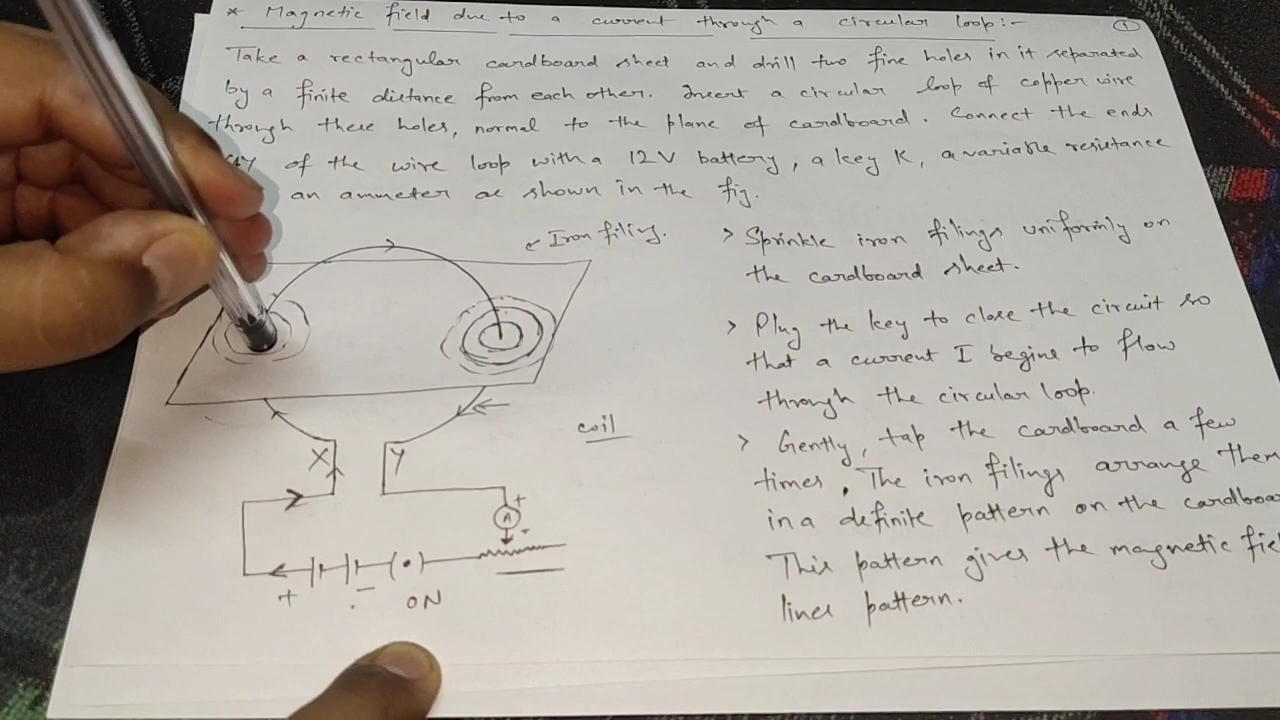 * Magnetic field due to a current through a circular loop:- 1
Take a rectangular cardboard sheet and drill two fine holes in it separated
by a finite distance from each other. Insert a circular loop of copper wire
through these holes, normal to the plane of cardboard. Connect the ends
of the wire loop with a 12V battery, a key K, a variable resistance
an ammeter as shown in the fig.
Iron filing.
> Sprinkle iron filings uniformly on
the cardboard sheet.
> Plug the key to close the circuit so
that a current I begins to flow
through the circular loop.
> Gently, tap the cardboard a few
times, The iron filings arrange them
in a definite pattern on the cardboa
This pattern gives the magnetic fiel
lines pattern.
coil
X Y
+
A
-
+ - ON